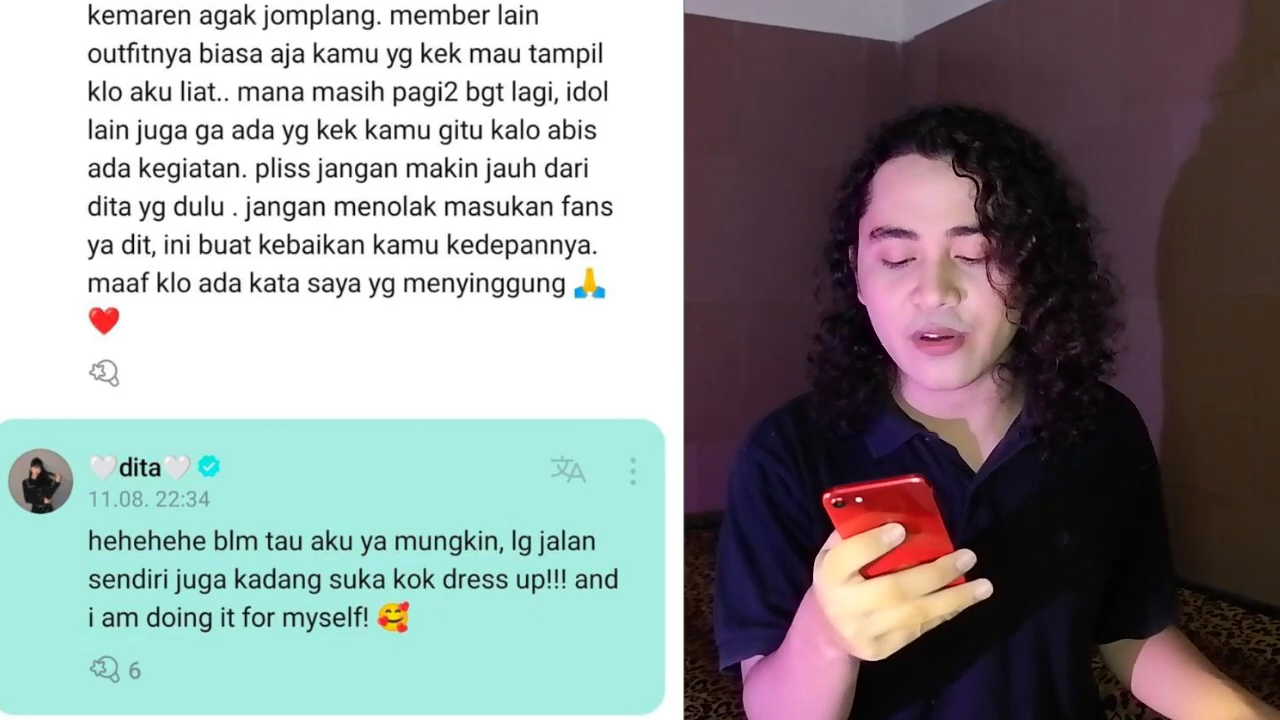 kemaren agak jomplang. member lain
outfitnya biasa aja kamu yg kek mau tampil
klo aku liat.. mana masih pagi2 bgt lagi, idol
lain juga ga ada yg kek kamu gitu kalo abis
ada kegiatan. pliss jangan makin jauh dari
dita yg dulu . jangan menolak masukan fans
ya dit, ini buat kebaikan kamu kedepannya.
maaf klo ada kata saya yg menyinggung 🙏
❤️
🤍dita🤍
11.08. 22:34
hehehehe blm tau aku ya mungkin, lg jalan
sendiri juga kadang suka kok dress up!!! and
i am doing it for myself! 🥰
6